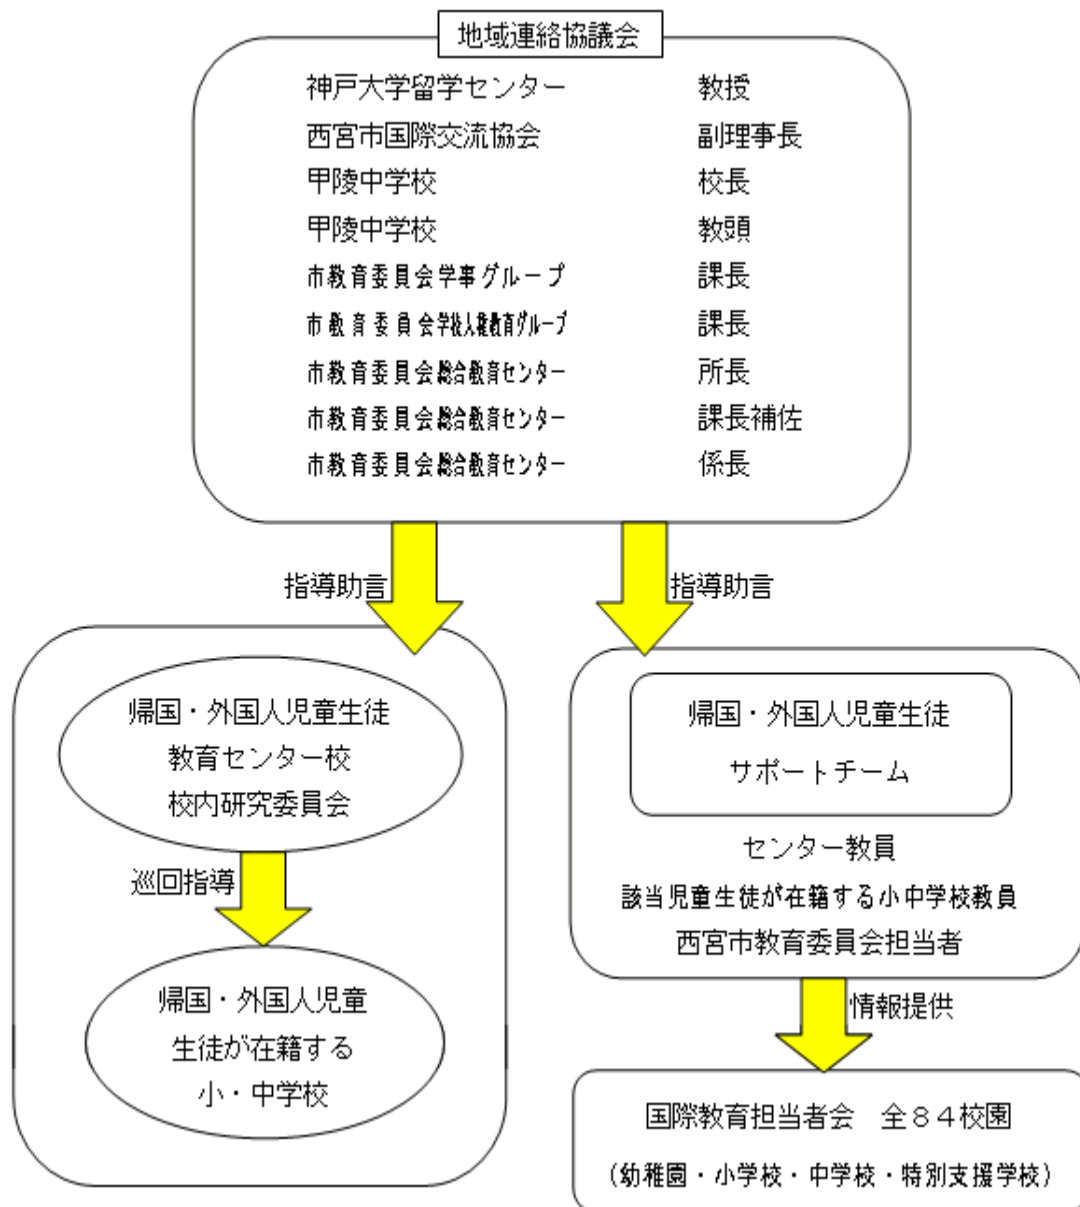 地域連絡協議会
神戸大学留学センター 教授
西宮市国際交流協会 副理事長
甲陵中学校 校長
甲陵中学校 教頭
市教育委員会学事グループ 課長
市教育委員会学校人権教育グループ 課長
市教育委員会総合教育センター 所長
市教育委員会総合教育センター 課長補佐
市教育委員会総合教育センター 係長
指導助言
指導助言
帰国・外国人児童生徒
教育センター校
校内研究委員会
巡回指導
帰国・外国人児童
生徒が在籍する
小・中学校
帰国・外国人児童生徒
サポートチーム
センター教員
該当児童生徒が在籍する小中学校教員
西宮市教育委員会担当者
情報提供
国際教育担当者会　全８４校園
(幼稚園・小学校・中学校・特別支援学校)